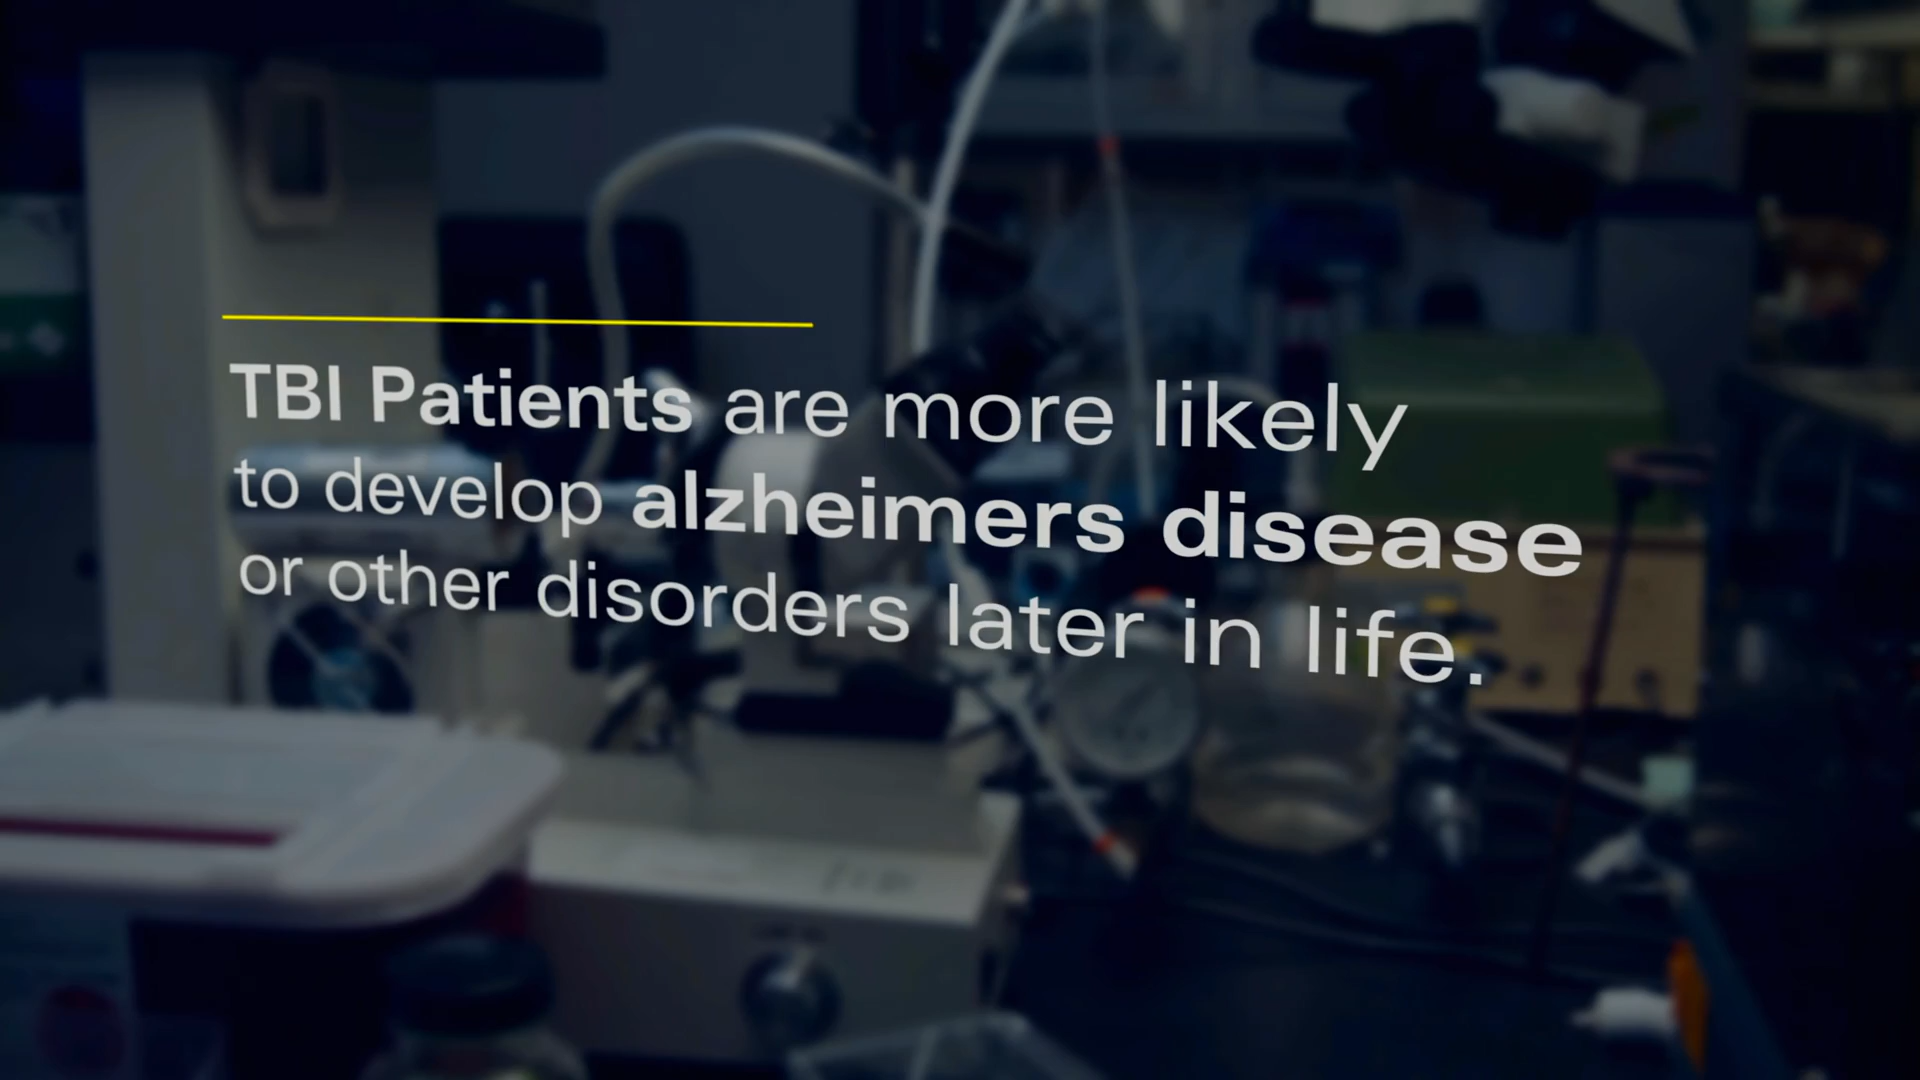 TBI Patients are more likely
to develop alzheimers disease
or other disorders later in life.